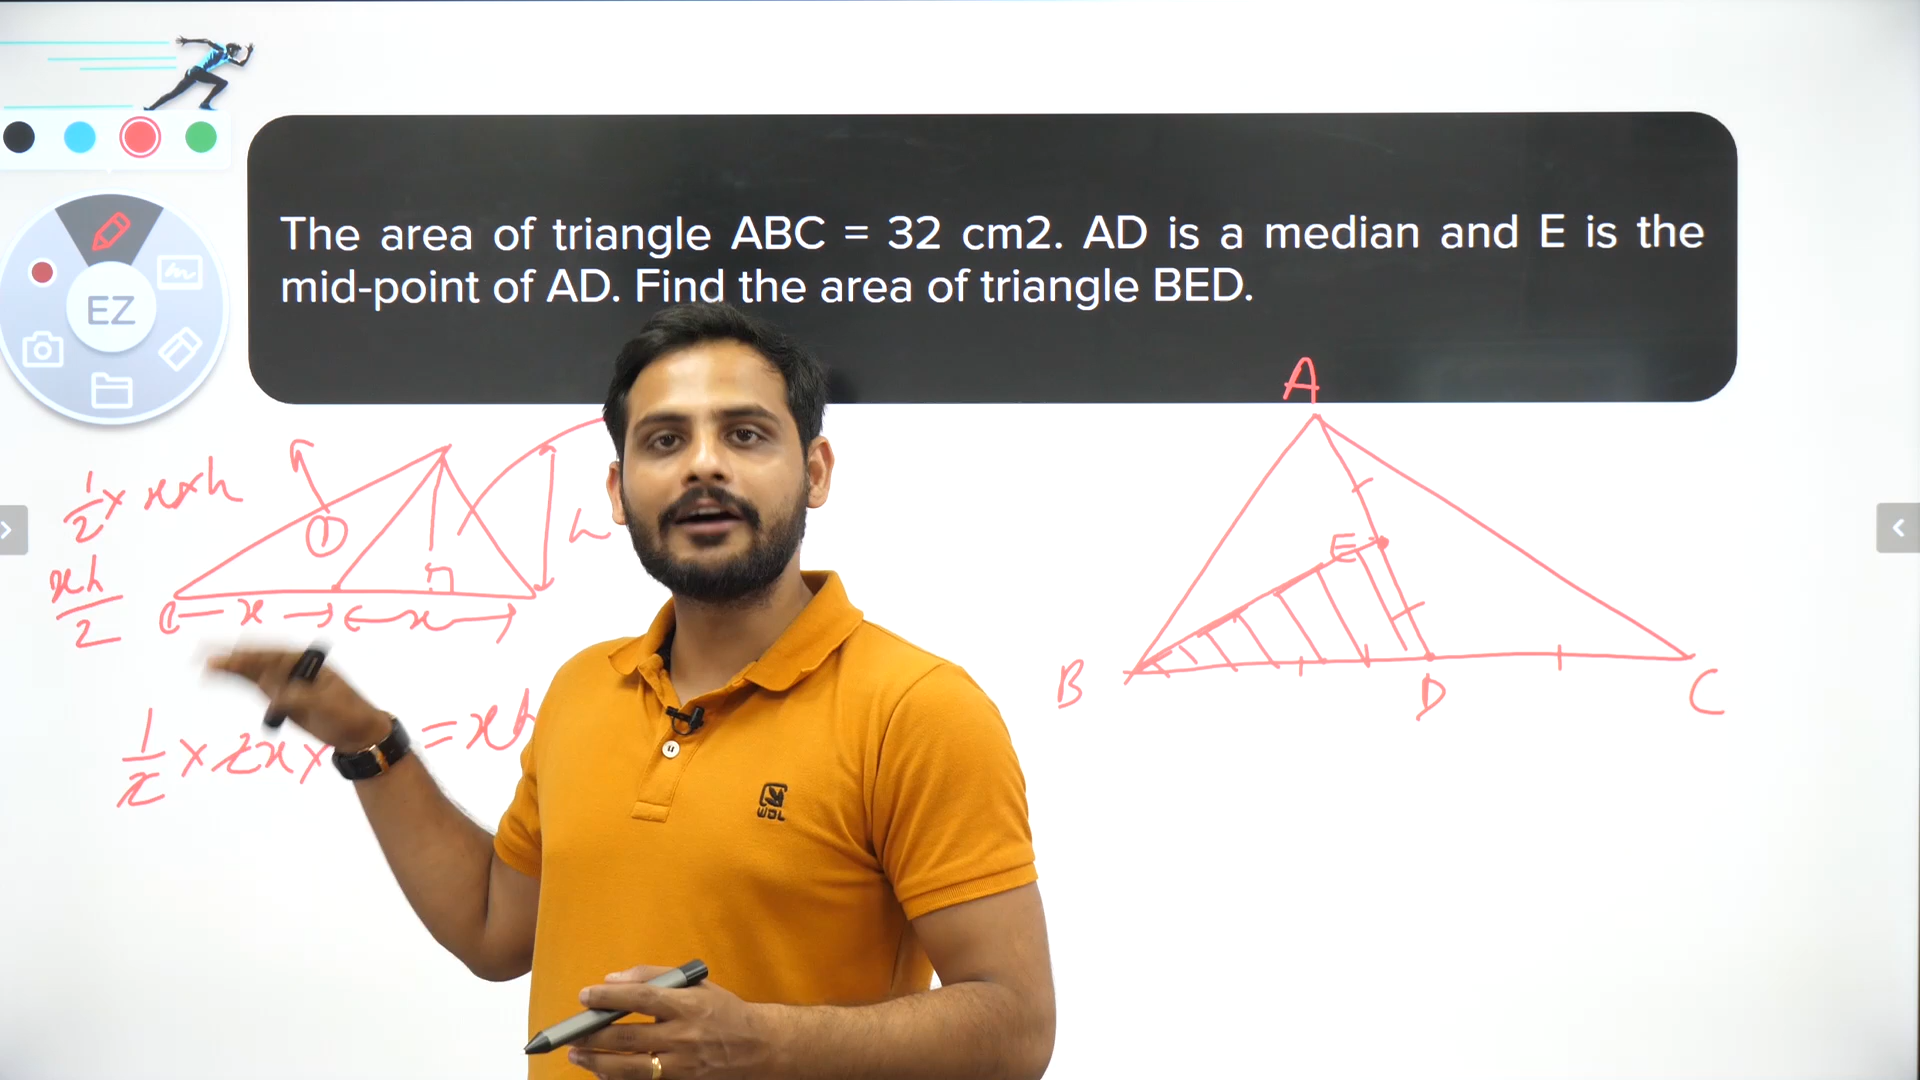 The area of triangle ABC = 32 cm2. AD is a median and E is the
mid-point of AD. Find the area of triangle BED.
EZ
A
1/2 × x × h
①
h
E
xh/2
x x
B
D
C
1/2 × 2x × = xh
WDL